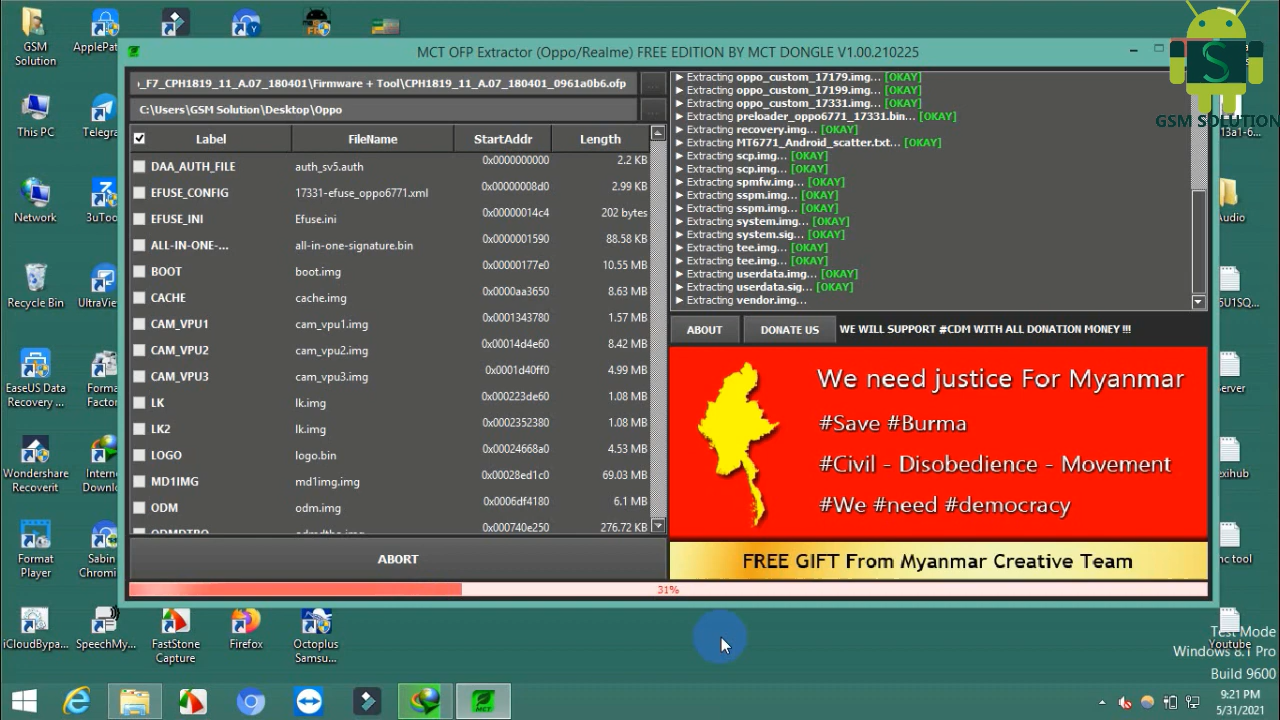 GSM
Solution
ApplePat
MCT OFP Extractor (Oppo/Realme) FREE EDITION BY MCT DONGLE V1.00.210225
S
GSM SOLUTION
_F7_CPH1819_11_A.07_180401\Firmware + Tool\CPH1819_11_A.07_180401_0961a0b6.ofp
...
C:\Users\GSM Solution\Desktop\Oppo
...
Label FileName StartAddr Length
DAA_AUTH_FILE auth_sv5.auth 0x0000000000 2.2 KB
EFUSE_CONFIG 17331-efuse_oppo6771.xml 0x00000008d0 2.99 KB
EFUSE_INI Efuse.ini 0x00000014c4 202 bytes
ALL-IN-ONE-... all-in-one-signature.bin 0x0000001590 88.58 KB
BOOT boot.img 0x00000177e0 10.55 MB
CACHE cache.img 0x0000aa3650 8.63 MB
CAM_VPU1 cam_vpu1.img 0x0001343780 1.57 MB
CAM_VPU2 cam_vpu2.img 0x00014d4e60 8.42 MB
CAM_VPU3 cam_vpu3.img 0x0001d40ff0 4.99 MB
LK lk.img 0x000223de60 1.08 MB
LK2 lk.img 0x0002352380 1.08 MB
LOGO logo.bin 0x00024668a0 4.53 MB
MD1IMG md1img.img 0x00028ed1c0 69.03 MB
ODM odm.img 0x0006df4180 6.1 MB
0x000740e250 276.72 KB
ABORT
31%
Extracting oppo_custom_17179.img... [OKAY]
Extracting oppo_custom_17199.img... [OKAY]
Extracting oppo_custom_17331.img... [OKAY]
Extracting preloader_oppo6771_17331.bin... [OKAY]
Extracting recovery.img... [OKAY]
Extracting MT6771_Android_scatter.txt... [OKAY]
Extracting scp.img... [OKAY]
Extracting scp.img... [OKAY]
Extracting spmfw.img... [OKAY]
Extracting sspm.img... [OKAY]
Extracting sspm.img... [OKAY]
Extracting system.img... [OKAY]
Extracting system.sig... [OKAY]
Extracting tee.img... [OKAY]
Extracting tee.img... [OKAY]
Extracting userdata.img... [OKAY]
Extracting userdata.sig... [OKAY]
Extracting vendor.img...
ABOUT DONATE US WE WILL SUPPORT #CDM WITH ALL DONATION MONEY !!!
We need justice For Myanmar
#Save #Burma
#Civil - Disobedience - Movement
#We #need #democracy
FREE GIFT From Myanmar Creative Team
This PC
Telegra
Network
3uToo
Recycle Bin
UltraView
EaseUS Data
Recovery ...
Forma
Factor
Wondershare
Recoverit
Intern
Downlo
Format
Player
Sabin
Chromi
iCloudBypa...
SpeechMy...
FastStone
Capture
Firefox
Octoplus
Samsu...
Youtube
Test Mode
Windows 8.1 Pro
Build 9600
9:21 PM
5/31/2021